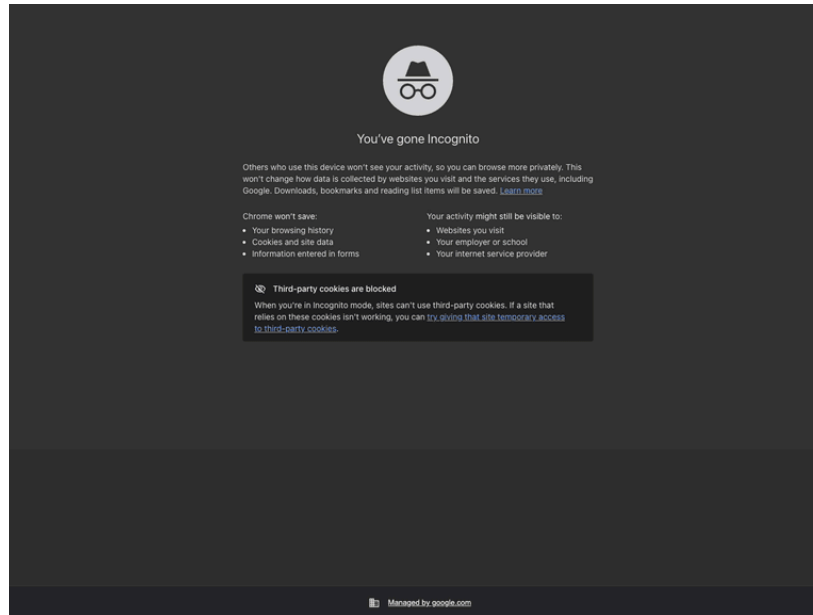 You've gone Incognito
Others who use this device won't see your activity, so you can browse more privately. This
won't change how data is collected by websites you visit and the services they use, including
Google. Downloads, bookmarks and reading list items will be saved. Learn more
Chrome won't save:
• Your browsing history
• Cookies and site data
• Information entered in forms
Your activity might still be visible to:
• Websites you visit
• Your employer or school
• Your internet service provider
Third-party cookies are blocked
When you're in Incognito mode, sites can't use third-party cookies. If a site that
relies on these cookies isn't working, you can try giving that site temporary access
to third-party cookies.
Managed by google.com